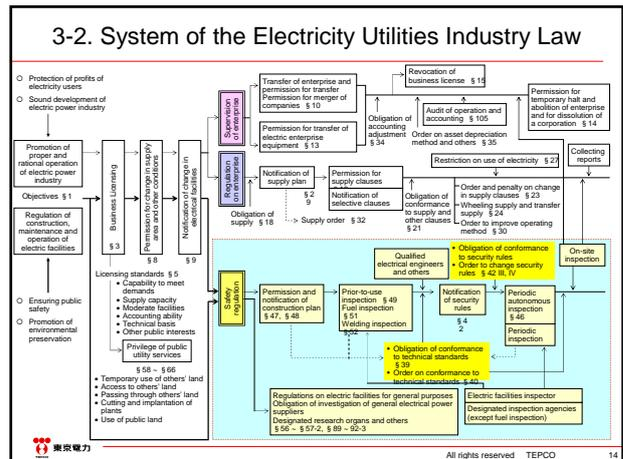 3-2. System of the Electricity Utilities Industry Law
○ Protection of profits of
electricity users
○ Sound development of
electric power industry
Promotion of
proper and
rational operation
of electric power
industry
Objectives § 1
Regulation of
construction,
maintenance and
operation of
electric facilities
○ Ensuring public
safety
○ Promotion of
environmental
preservation
Business Licensing
§ 3
Permission for change in supply
area and other conditions
§ 8
Notification of change in
electrical facilities
§ 9
Licensing standards § 5
• Capability to meet
demands
• Supply capacity
• Moderate facilities
• Accounting ability
• Technical basis
• Other public interests
Privilege of public
utility services
§ 58 ~ § 66
• Temporary use of others' land
• Access to others' land
• Passing through others' land
• Cutting and implantation of
plants
• Use of public land
Supervision
of enterprise
Transfer of enterprise and
permission for transfer
Permission for merger of
companies § 10
Permission for transfer of
electric enterprise
equipment § 13
Revocation of
business license § 15
Obligation of
accounting
adjustment
§ 34
Audit of operation and
accounting § 105
Order on asset depreciation
method and others § 35
Permission for
temporary halt and
abolition of enterprise
and for dissolution of
a corporation § 14
Collecting
reports
Regulation
on enterprise
Obligation of
supply § 18
Notification of
supply plan
§ 2
9
Supply order § 32
Permission for
supply clauses
Notification of
selective clauses
Obligation of
conformance
to supply and
other clauses
§ 21
Restriction on use of electricity § 27
Order and penalty on change
in supply clauses § 23
Wheeling supply and transfer
supply § 24
Order to improve operating
method § 30
On-site
inspection
Safety
regulation
Permission and
notification of
construction plan
§ 47, § 48
Prior-to-use
inspection § 49
Fuel inspection
§ 51
Welding inspection
§ 52
Qualified
electrical engineers
and others
• Obligation of conformance
to security rules
• Order to change security
rules § 42 III, IV
Notification
of security
rules
§ 4
2
Periodic
autonomous
inspection
§ 46
Periodic
inspection
• Obligation of conformance
to technical standards
§ 39
• Order on conformance to
technical standards § 40
Regulations on electric facilities for general purposes
Obligation of investigation of general electrical power
suppliers
Designated research organs and others
§ 56 ~ § 57-2, § 89 ~ 92-3
Electric facilities inspector
Designated inspection agencies
(except fuel inspection)
東京電力
All rights reserved TEPCO 14